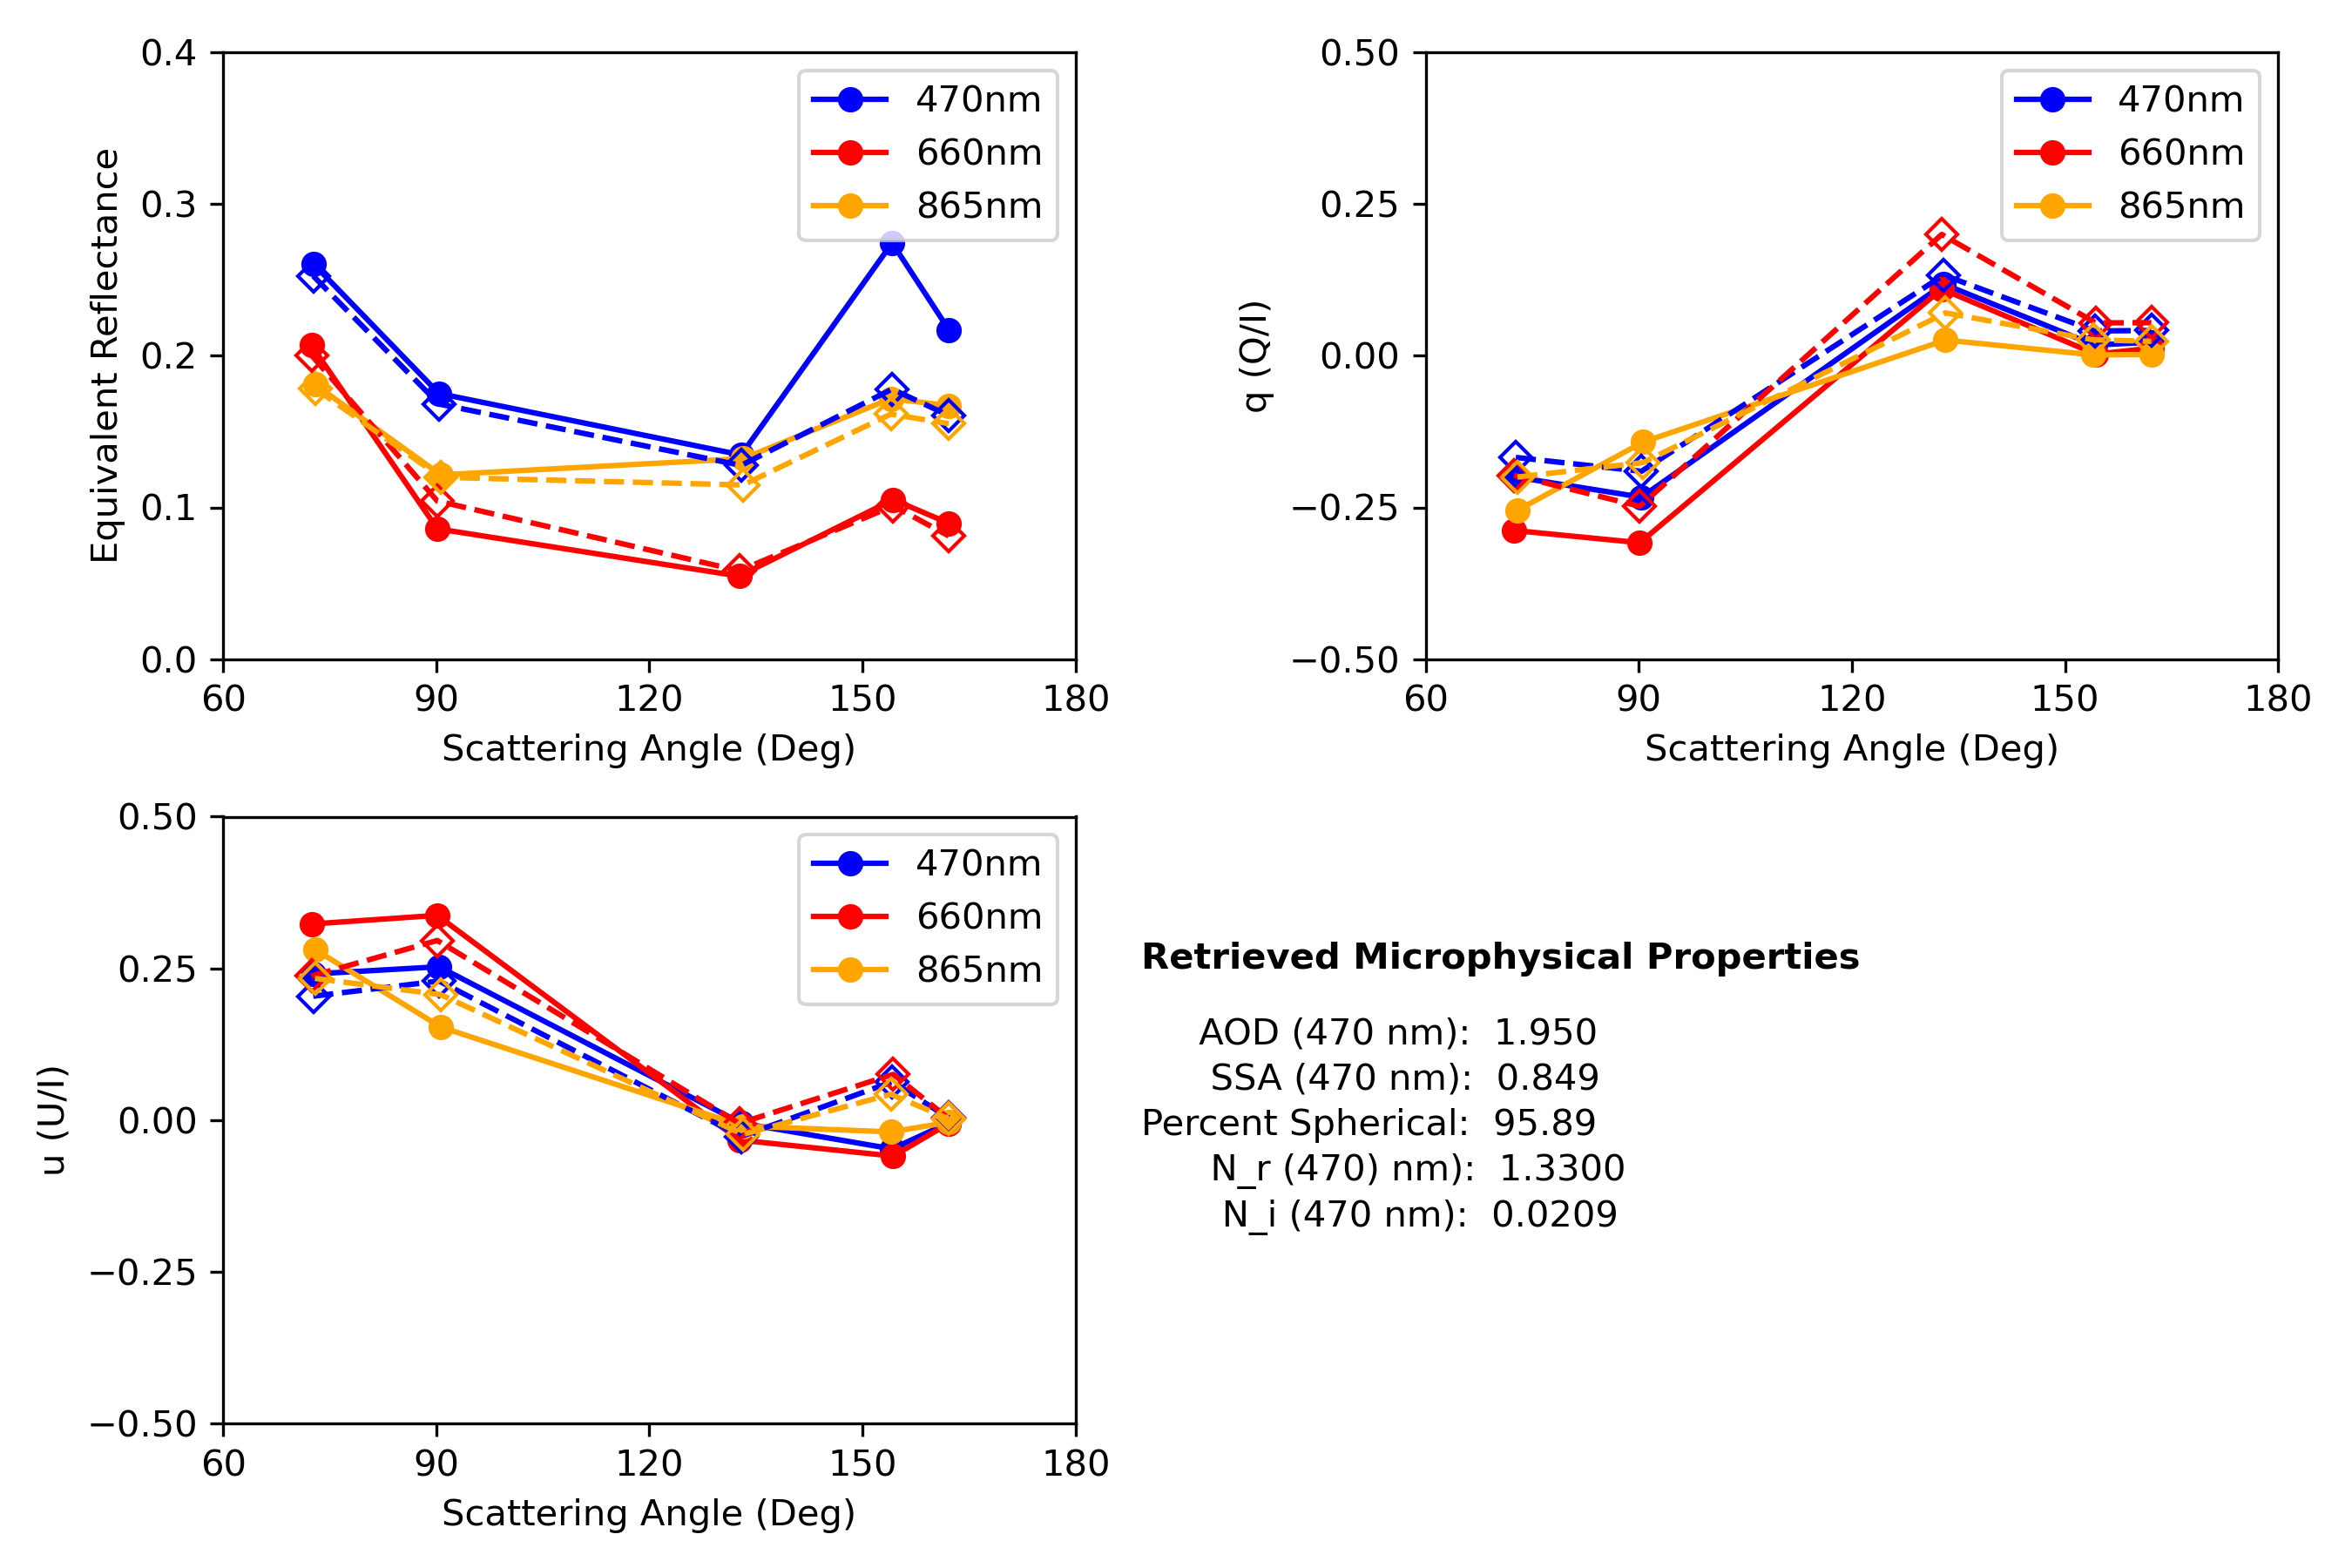 0.4
0.3
0.2
0.1
0.0
Equivalent Reflectance
470nm
660nm
865nm
60 90 120 150 180
Scattering Angle (Deg)
0.50
0.25
0.00
−0.25
−0.50
q (Q/I)
470nm
660nm
865nm
60 90 120 150 180
Scattering Angle (Deg)
0.50
0.25
0.00
−0.25
−0.50
u (U/I)
470nm
660nm
865nm
60 90 120 150 180
Scattering Angle (Deg)
Retrieved Microphysical Properties
AOD (470 nm): 1.950
SSA (470 nm): 0.849
Percent Spherical: 95.89
N_r (470) nm): 1.3300
N_i (470 nm): 0.0209